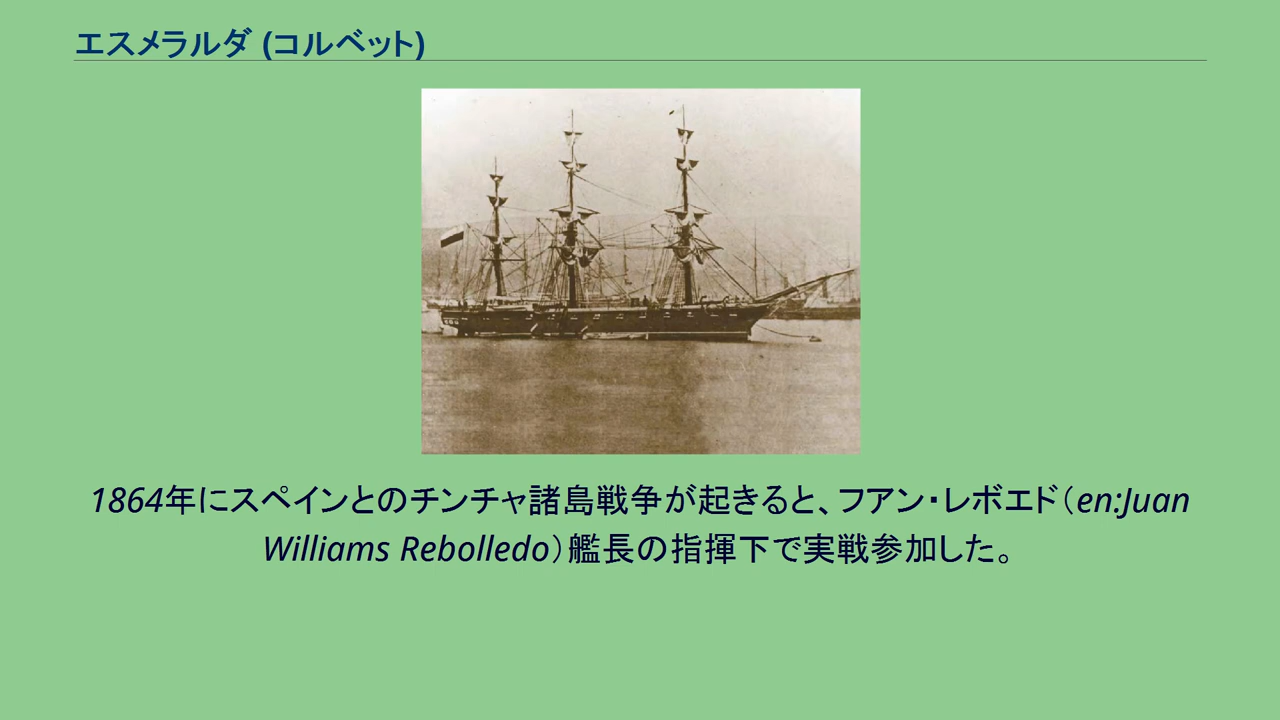 エスメラルダ (コルベット)
1864年にスペインとのチンチャ諸島戦争が起きると、フアン・レボエド（en:Juan
Williams Rebolledo）艦長の指揮下で実戦参加した。